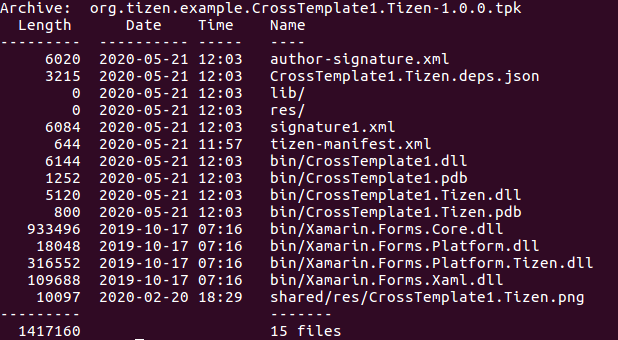 Archive:  org.tizen.example.CrossTemplate1.Tizen-1.0.0.tpk
  Length      Date    Time    Name
---------  ---------- -----   ----
     6020  2020-05-21 12:03   author-signature.xml
     3215  2020-05-21 12:03   CrossTemplate1.Tizen.deps.json
        0  2020-05-21 12:03   lib/
        0  2020-05-21 12:03   res/
     6084  2020-05-21 12:03   signature1.xml
      644  2020-05-21 11:57   tizen-manifest.xml
     6144  2020-05-21 12:03   bin/CrossTemplate1.dll
     1252  2020-05-21 12:03   bin/CrossTemplate1.pdb
     5120  2020-05-21 12:03   bin/CrossTemplate1.Tizen.dll
      800  2020-05-21 12:03   bin/CrossTemplate1.Tizen.pdb
   933496  2019-10-17 07:16   bin/Xamarin.Forms.Core.dll
    18048  2019-10-17 07:16   bin/Xamarin.Forms.Platform.dll
   316552  2019-10-17 07:16   bin/Xamarin.Forms.Platform.Tizen.dll
   109688  2019-10-17 07:16   bin/Xamarin.Forms.Xaml.dll
    10097  2020-02-20 18:29   shared/res/CrossTemplate1.Tizen.png
---------                     -------
  1417160                     15 files